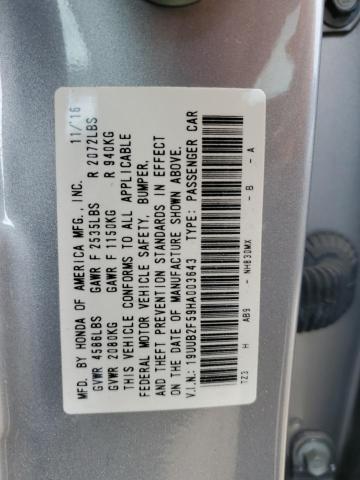 MFD. BY HONDA OF AMERICA MFG., INC. 11/16
GVWR 4586LBS GAWR F 2535LBS R 2072LBS
GVWR 2080KG GAWR F 1150KG R 940KG
THIS VEHICLE CONFORMS TO ALL APPLICABLE
FEDERAL MOTOR VEHICLE SAFETY, BUMPER,
AND THEFT PREVENTION STANDARDS IN EFFECT
ON THE DATE OF MANUFACTURE SHOWN ABOVE.
V.I.N.: 19UUB2F59HA003643 TYPE: PASSENGER CAR
TZ3 H AB9 - NH830MX - B - A